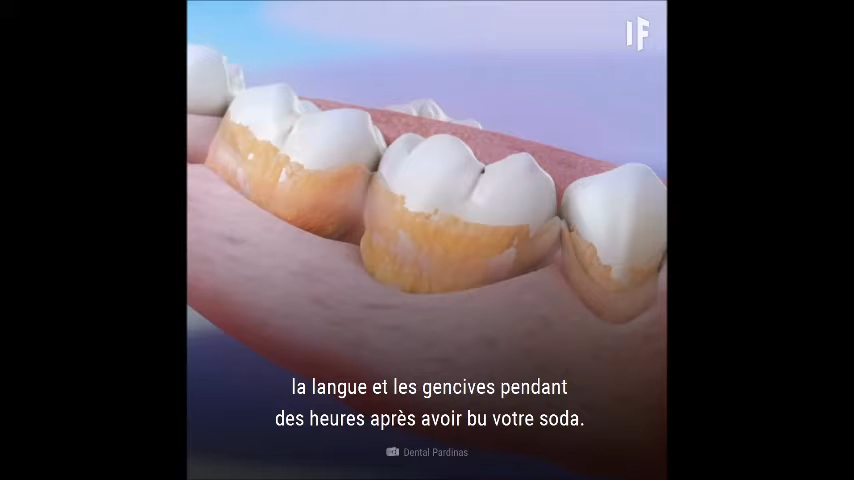 IF
la langue et les gencives pendant
des heures après avoir bu votre soda.
Dental Pardinas